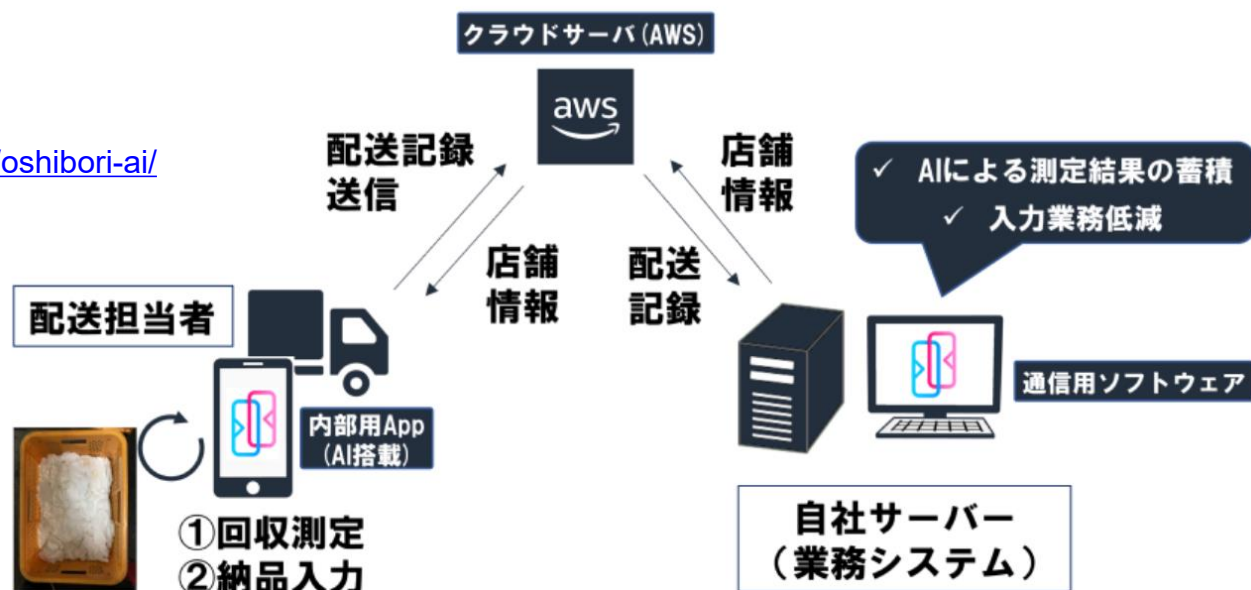 クラウドサーバ(AWS)
aws
/oshibori-ai/
配送記録
送信
店舗
情報
✓ AIによる測定結果の蓄積
✓ 入力業務低減
店舗
情報
配送
記録
配送担当者
内部用App
(AI搭載)
通信用ソフトウェア
①回収測定
②納品入力
自社サーバー
(業務システム)